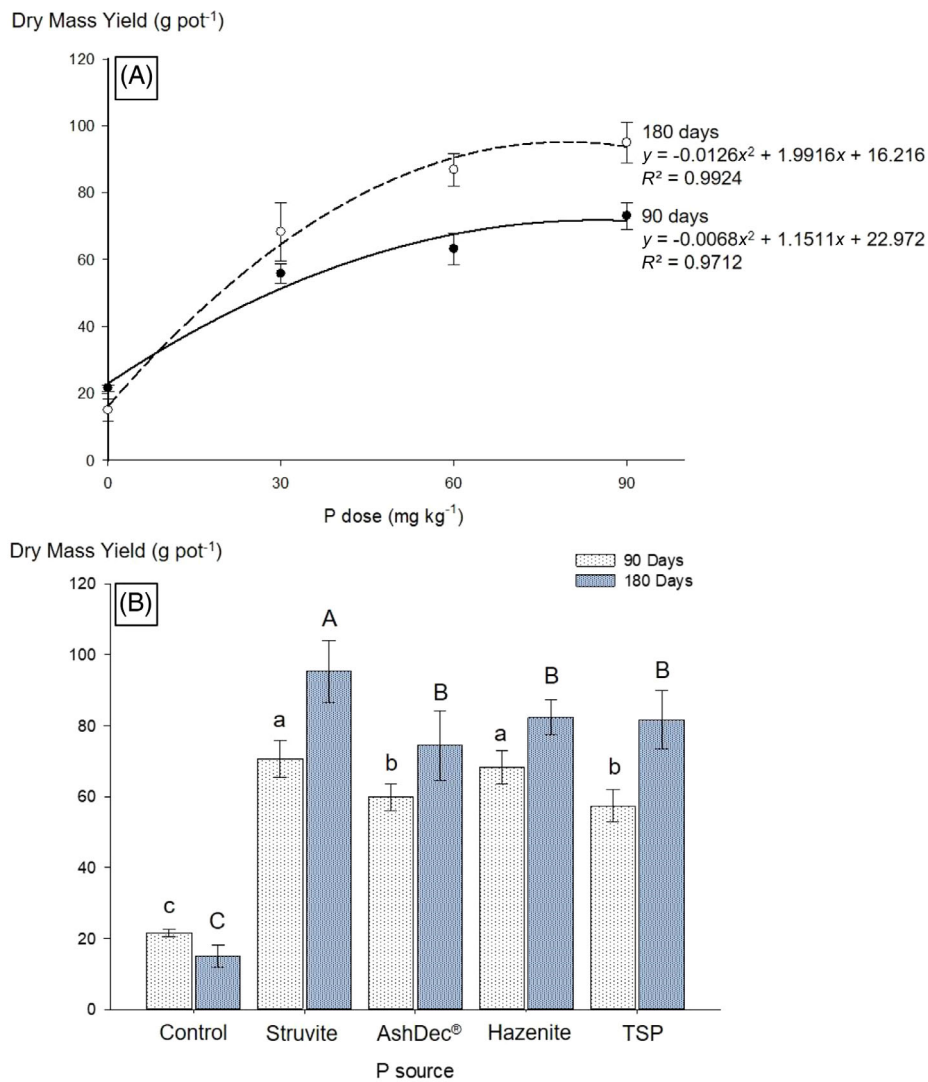 Dry Mass Yield (g pot⁻¹)
120
(A)
100
180 days
y = -0.0126x² + 1.9916x + 16.216
R² = 0.9924
80
90 days
y = -0.0068x² + 1.1511x + 22.972
R² = 0.9712
60
40
20
0
0 30 60 90
P dose (mg kg⁻¹)
Dry Mass Yield (g pot⁻¹)
90 Days
180 Days
120
(B)
100
80
60
40
20
0
c C a A b B a B b B
Control Struvite AshDec® Hazenite TSP
P source